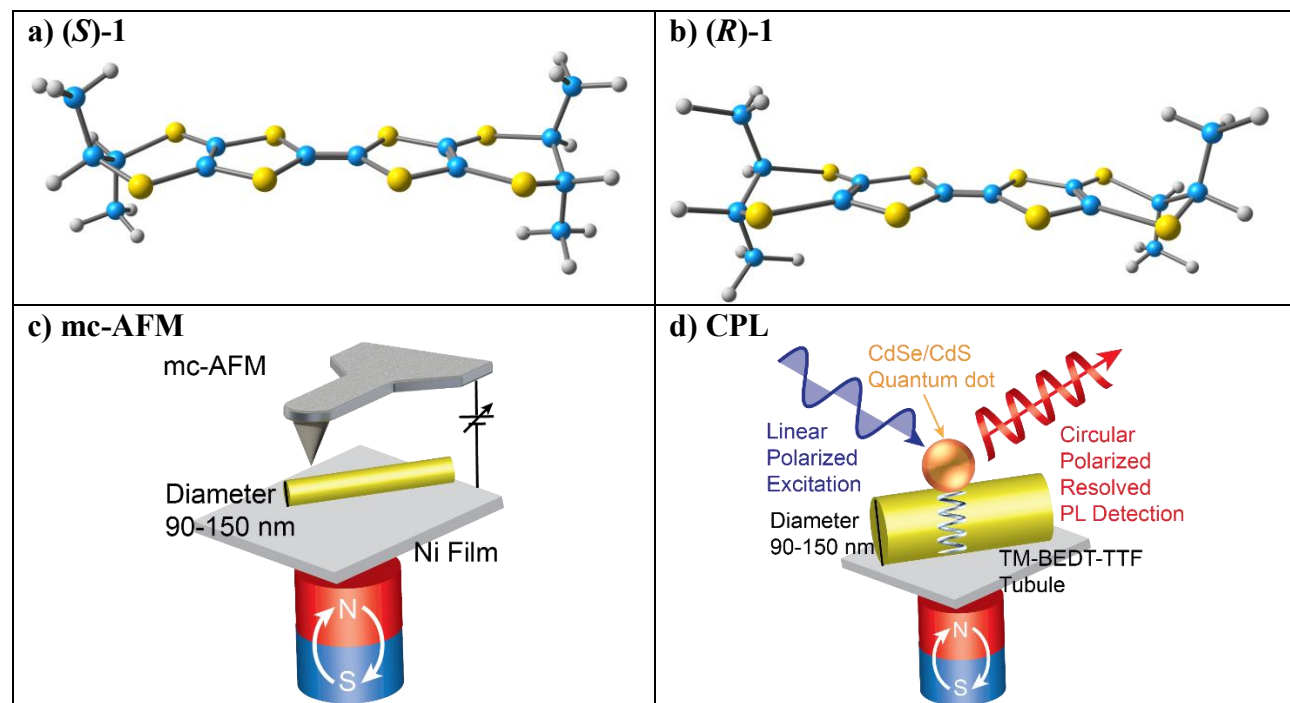 a) (S)-1
b) (R)-1
c) mc-AFM
mc-AFM
Diameter
90-150 nm
Ni Film
N
S
d) CPL
CdSe/CdS
Quantum dot
Linear
Polarized
Excitation
Circular
Polarized
Resolved
PL Detection
Diameter
90-150 nm
TM-BEDT-TTF
Tubule
N
S